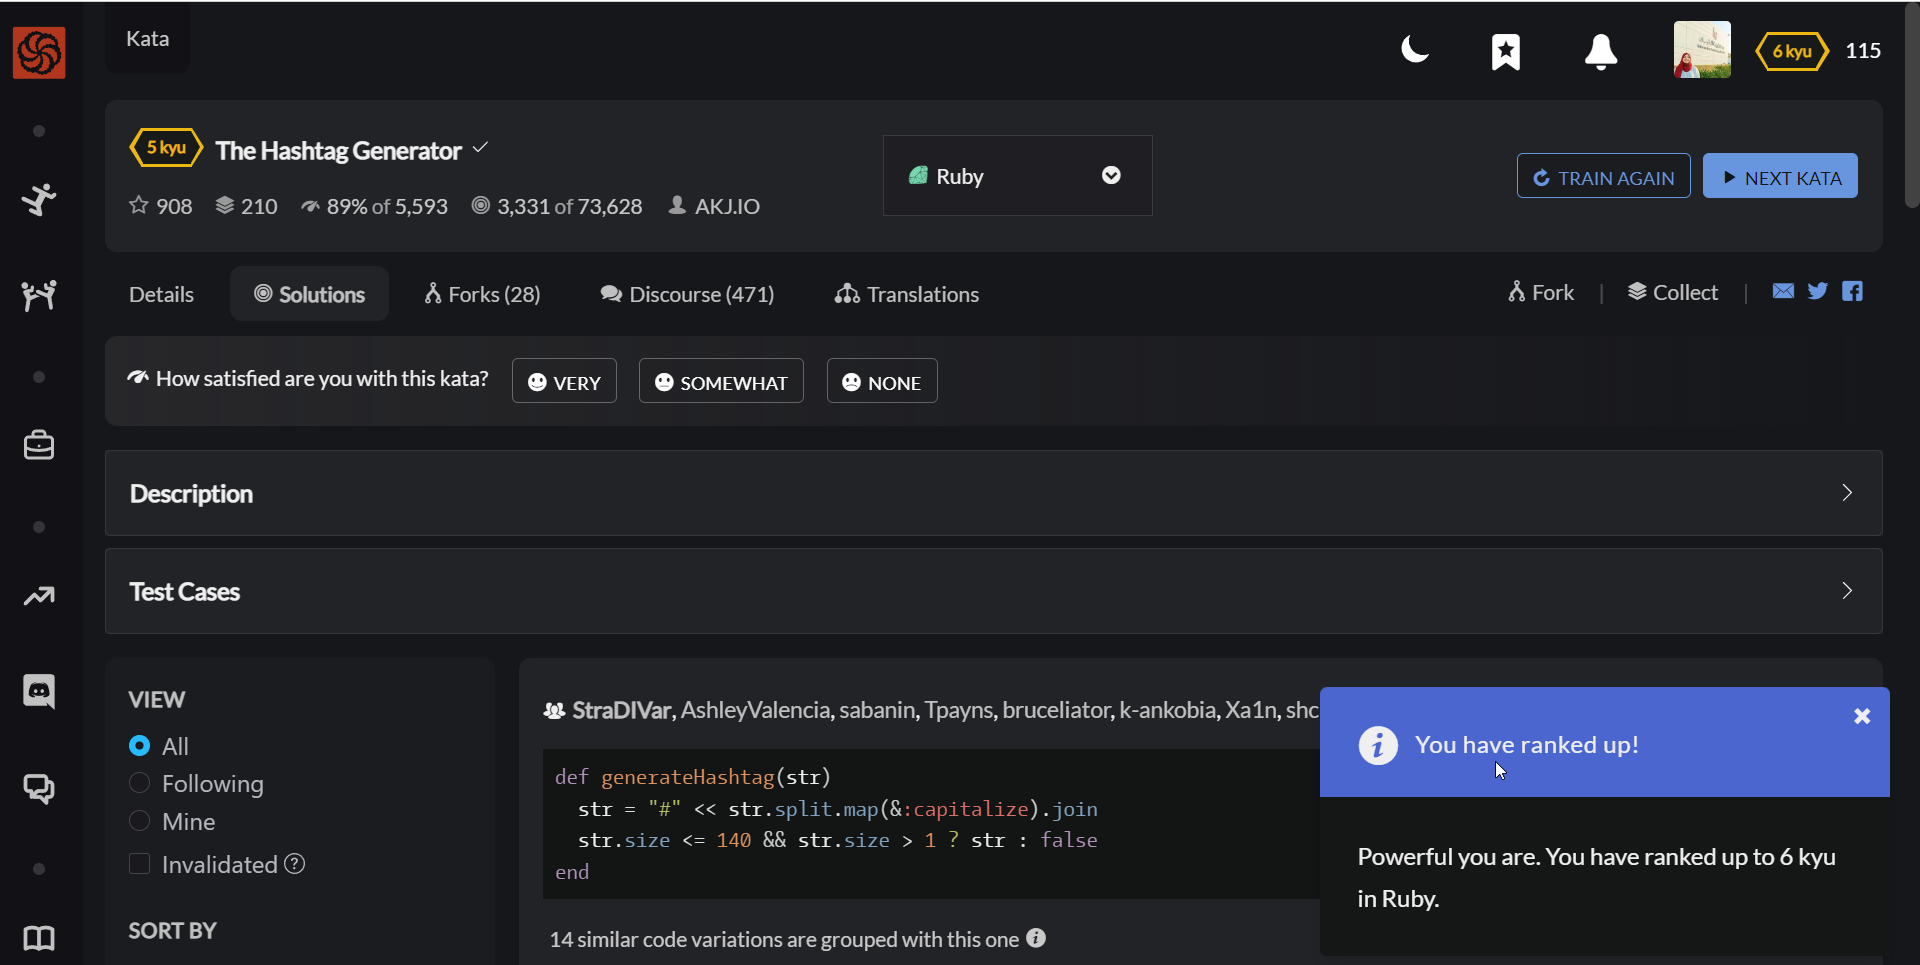 Kata
6 kyu 115
5 kyu The Hashtag Generator
908 210 89% of 5,593 3,331 of 73,628 AKJ.IO
Ruby
TRAIN AGAIN NEXT KATA
Details Solutions Forks (28) Discourse (471) Translations
Fork | Collect |
How satisfied are you with this kata? VERY SOMEWHAT NONE
Description
Test Cases
VIEW
All
Following
Mine
Invalidated ?
SORT BY
StraDIVar, AshleyValencia, sabanin, Tpayns, bruceliator, k-ankobia, Xa1n, shc
def generateHashtag(str)
  str = "#" << str.split.map(&:capitalize).join
  str.size <= 140 && str.size > 1 ? str : false
end
14 similar code variations are grouped with this one i
i You have ranked up!
Powerful you are. You have ranked up to 6 kyu
in Ruby.